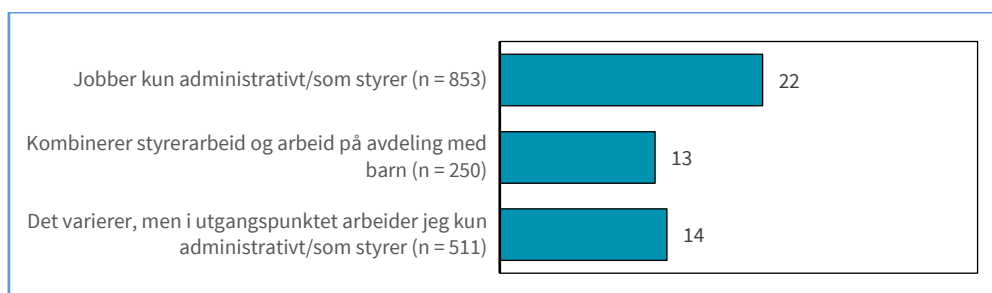 Jobber kun administrativt/som styrer (n = 853)
22
Kombinerer styrerarbeid og arbeid på avdeling med
barn (n = 250)
13
Det varierer, men i utgangspunktet arbeider jeg kun
administrativt/som styrer (n = 511)
14